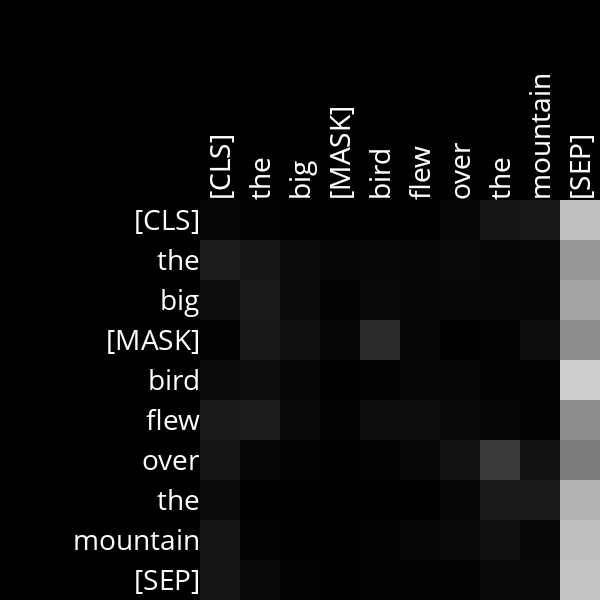 [CLS] the big [MASK] bird flew over the mountain [SEP]
[CLS]
the
big
[MASK]
bird
flew
over
the
mountain
[SEP]